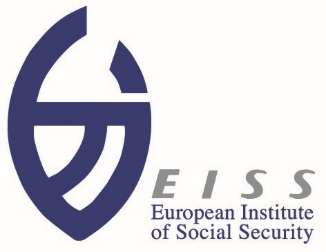 EISS
European Institute
of Social Security